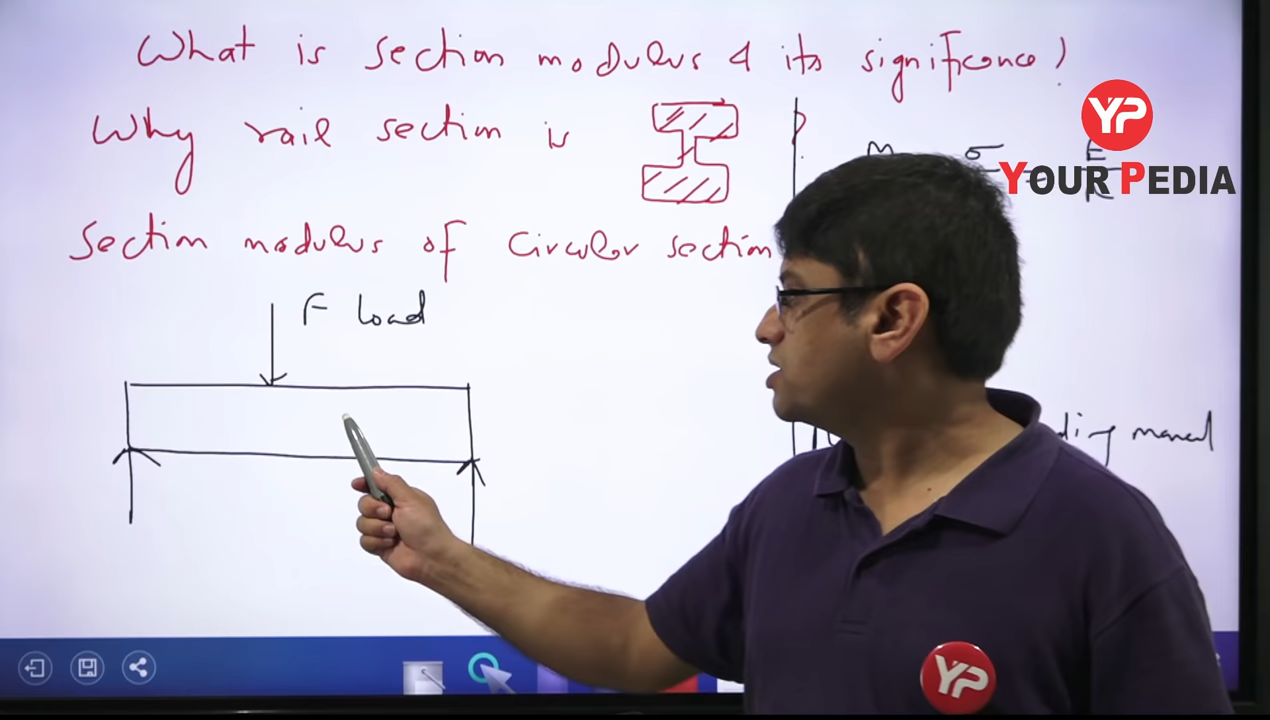 What is section modulus & its significance?
Why rail section is
M σ E
R
Section modulus of circular section
F load
YP
YOUR PEDIA
YP